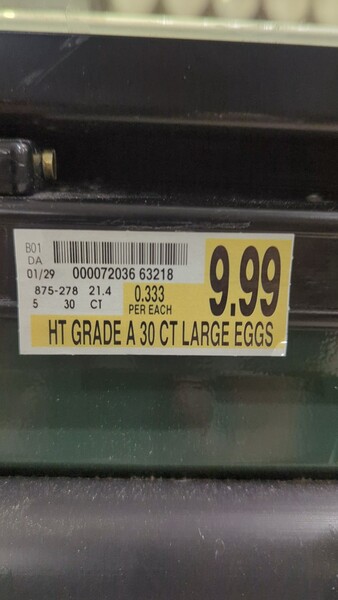 B01
DA
01/29 000072036 63218
875-278 21.4
5 30 CT
0.333
PER EACH
9.99
HT GRADE A 30 CT LARGE EGGS